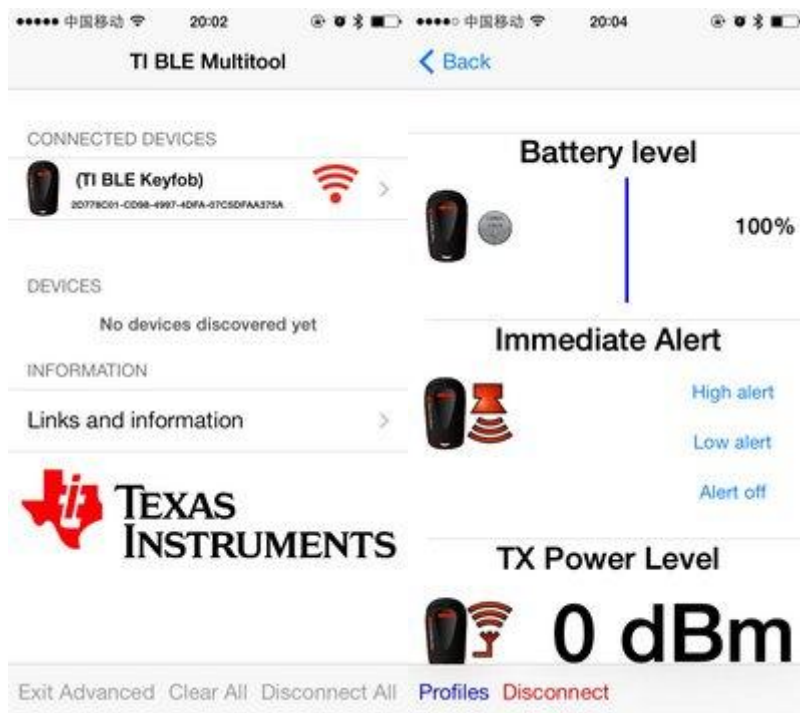 中国移动 20:02
TI BLE Multitool
CONNECTED DEVICES
(TI BLE Keyfob)
DEVICES
No devices discovered yet
INFORMATION
Links and information
TEXAS
INSTRUMENTS
Exit Advanced Clear All Disconnect All
中国移动 20:04
Back
Battery level
100%
Immediate Alert
High alert
Low alert
Alert off
TX Power Level
0 dBm
Profiles Disconnect